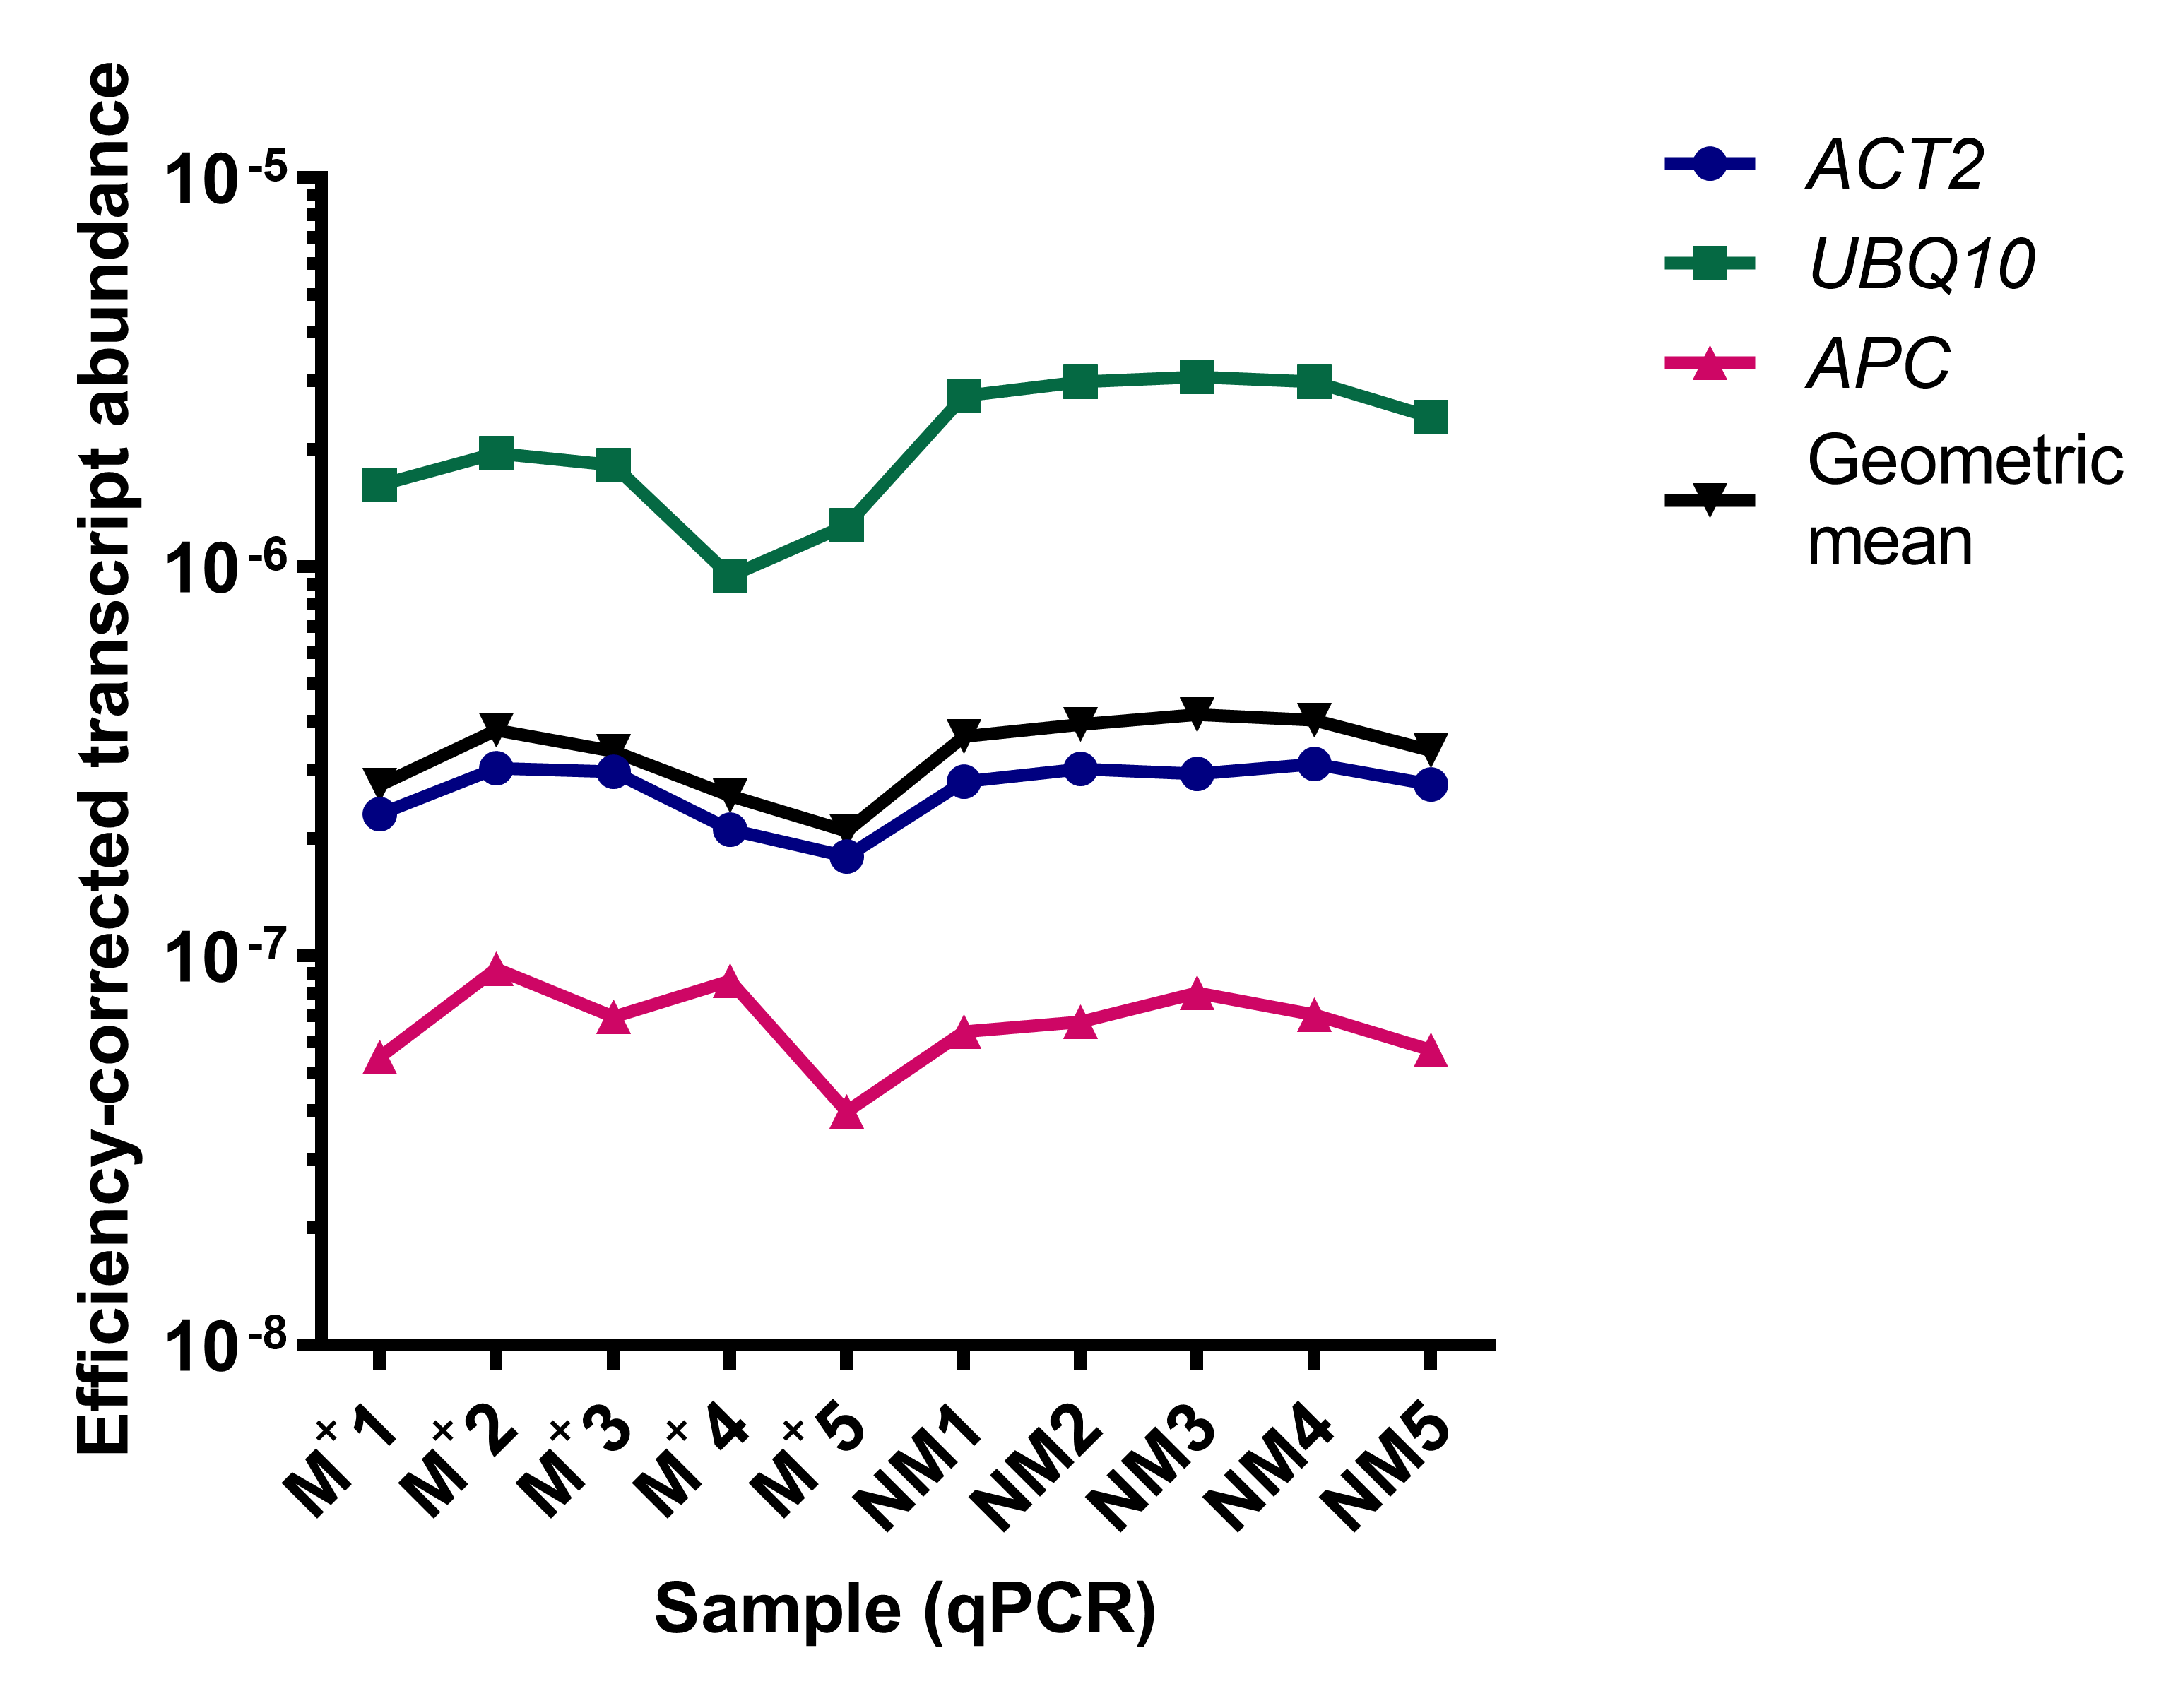 Efficiency-corrected transcript abundance
10-5
10-6
10-7
10-8
M×1
M×2
M×3
M×4
M×5
NM1
NM2
NM3
NM4
NM5
Sample (qPCR)
ACT2
UBQ10
APC
Geometric
mean